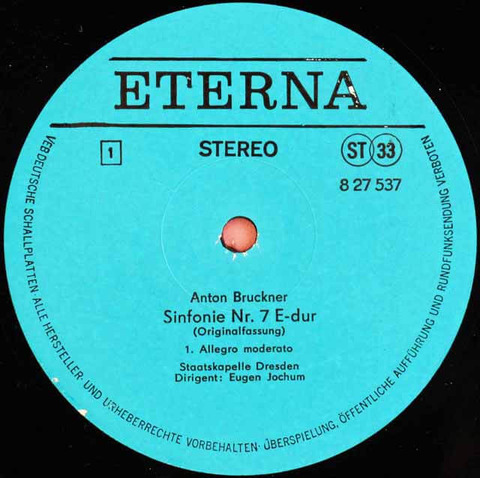 ETERNA
1
STEREO
ST 33
8 27 537
Anton Bruckner
Sinfonie Nr. 7 E-dur
(Originalfassung)
1. Allegro moderato
Staatskapelle Dresden
Dirigent: Eugen Jochum
VEB DEUTSCHE SCHALLPLATTEN · ALLE HERSTELLER- UND URHEBERRECHTE VORBEHALTEN · ÜBERSPIELUNG, ÖFFENTLICHE AUFFÜHRUNG UND RUNDFUNKSENDUNG VERBOTEN